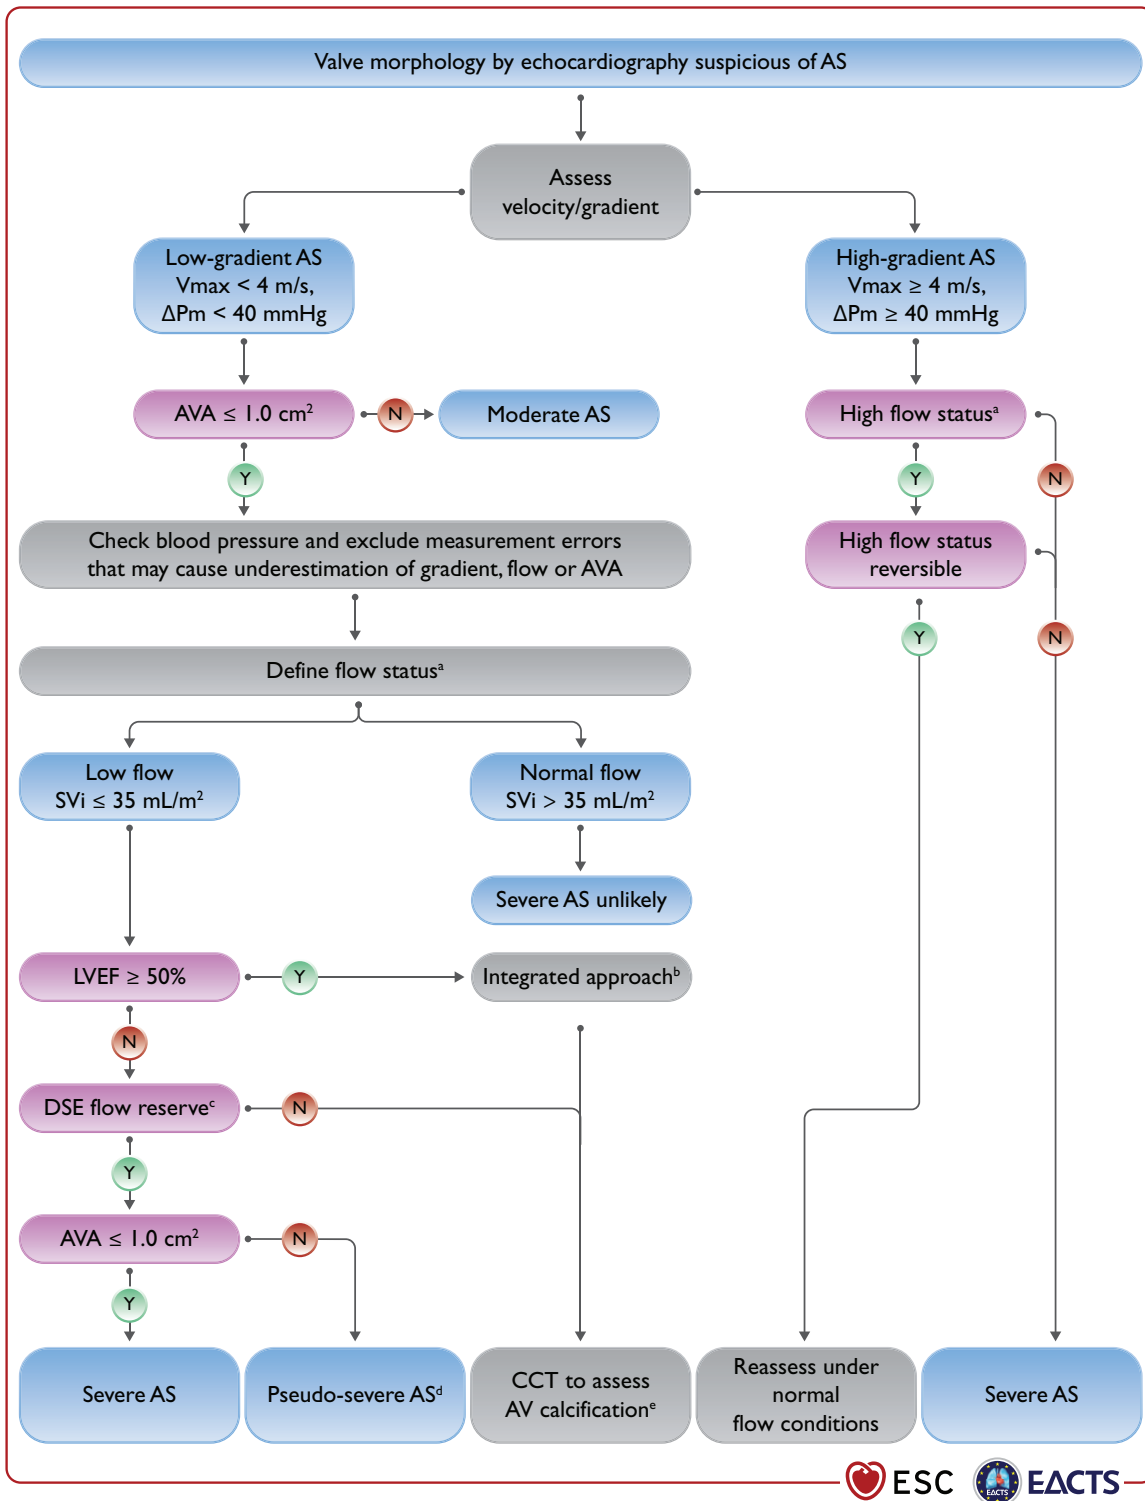 Valve morphology by echocardiography suspicious of AS
Assess
velocity/gradient
Low-gradient AS
Vmax < 4 m/s,
ΔPm < 40 mmHg
High-gradient AS
Vmax ≥ 4 m/s,
ΔPm ≥ 40 mmHg
AVA ≤ 1.0 cm²
N
Moderate AS
High flow statusᵃ
Y
Y
N
Check blood pressure and exclude measurement errors
that may cause underestimation of gradient, flow or AVA
High flow status
reversible
Y
N
Define flow statusᵃ
Low flow
SVi ≤ 35 mL/m²
Normal flow
SVi > 35 mL/m²
Severe AS unlikely
LVEF ≥ 50%
Y
Integrated approachᵇ
N
DSE flow reserveᶜ
N
Y
AVA ≤ 1.0 cm²
N
Y
Severe AS
Pseudo-severe ASᵈ
CCT to assess
AV calcificationᵉ
Reassess under
normal
flow conditions
Severe AS
ESC
EACTS
EACTS